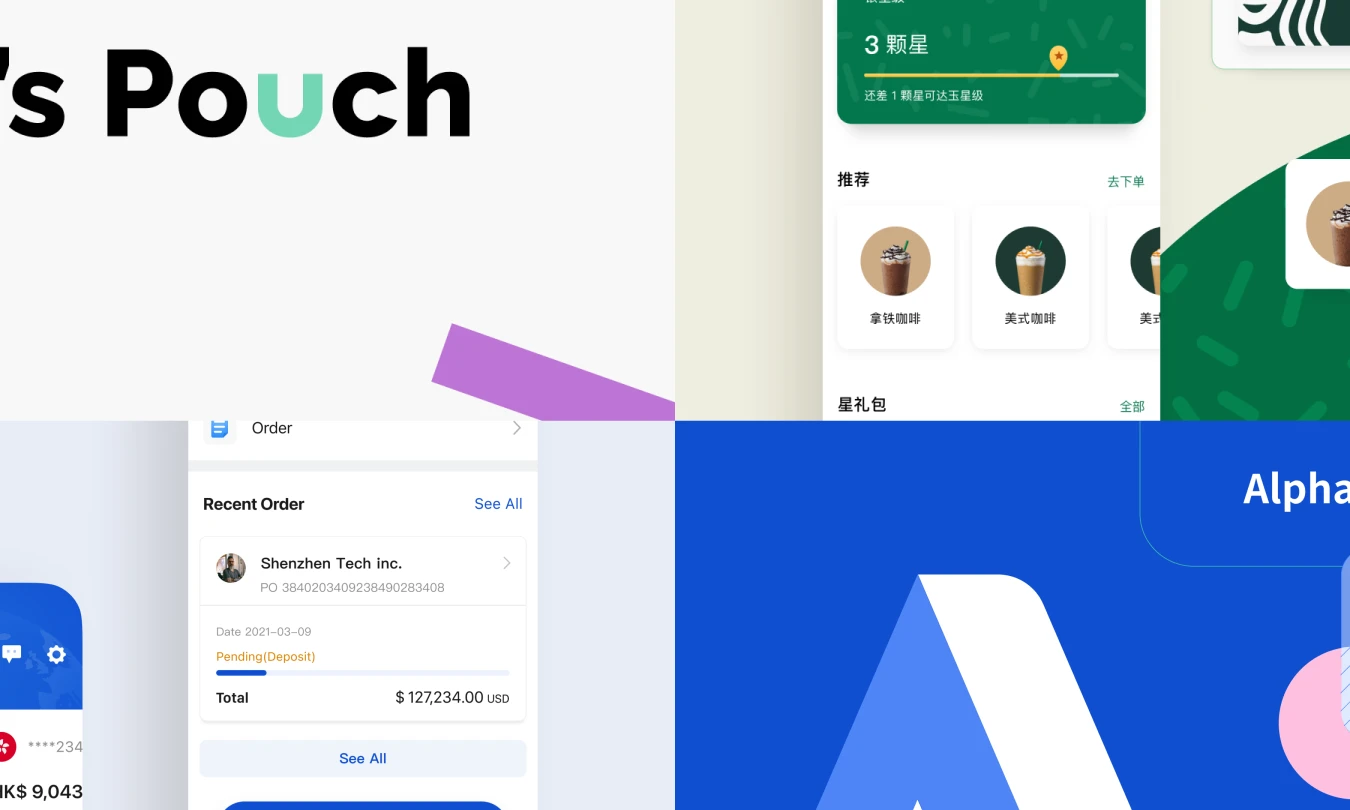 's Pouch
3 颗星
还差 1 颗星可达玉星级
推荐
去下单
拿铁咖啡
美式咖啡
美式
星礼包
全部
Order
Recent Order
See All
Shenzhen Tech inc.
PO 3840203409238490283408
Date 2021-03-09
Pending(Deposit)
Total
$ 127,234.00 USD
See All
****234
HK$ 9,043
Alpha